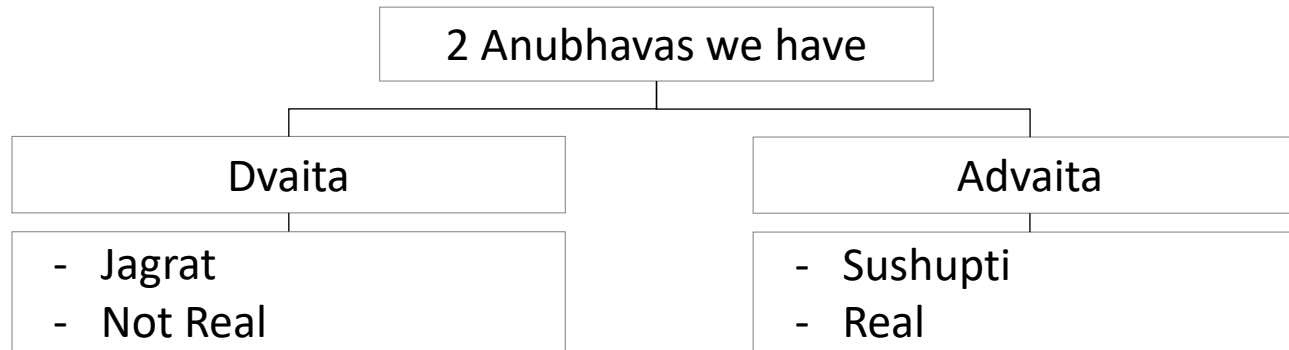 2 Anubhavas we have
Dvaita
Advaita
- Jagrat
- Not Real
- Sushupti
- Real